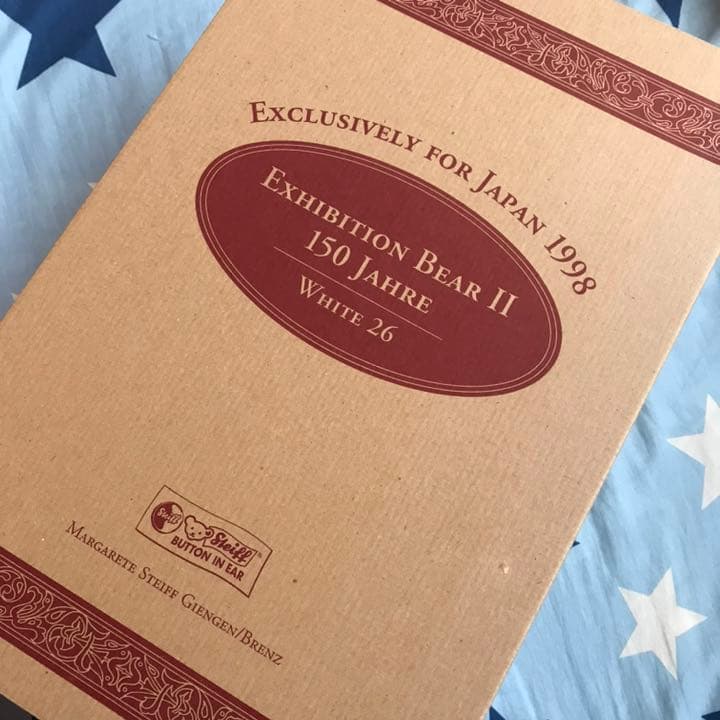 EXCLUSIVELY FOR JAPAN 1998
EXHIBITION BEAR II
150 JAHRE
WHITE 26
Steiff
Steiff
BUTTON IN EAR
MARGARETE STEIFF GIENGEN/BRENZ